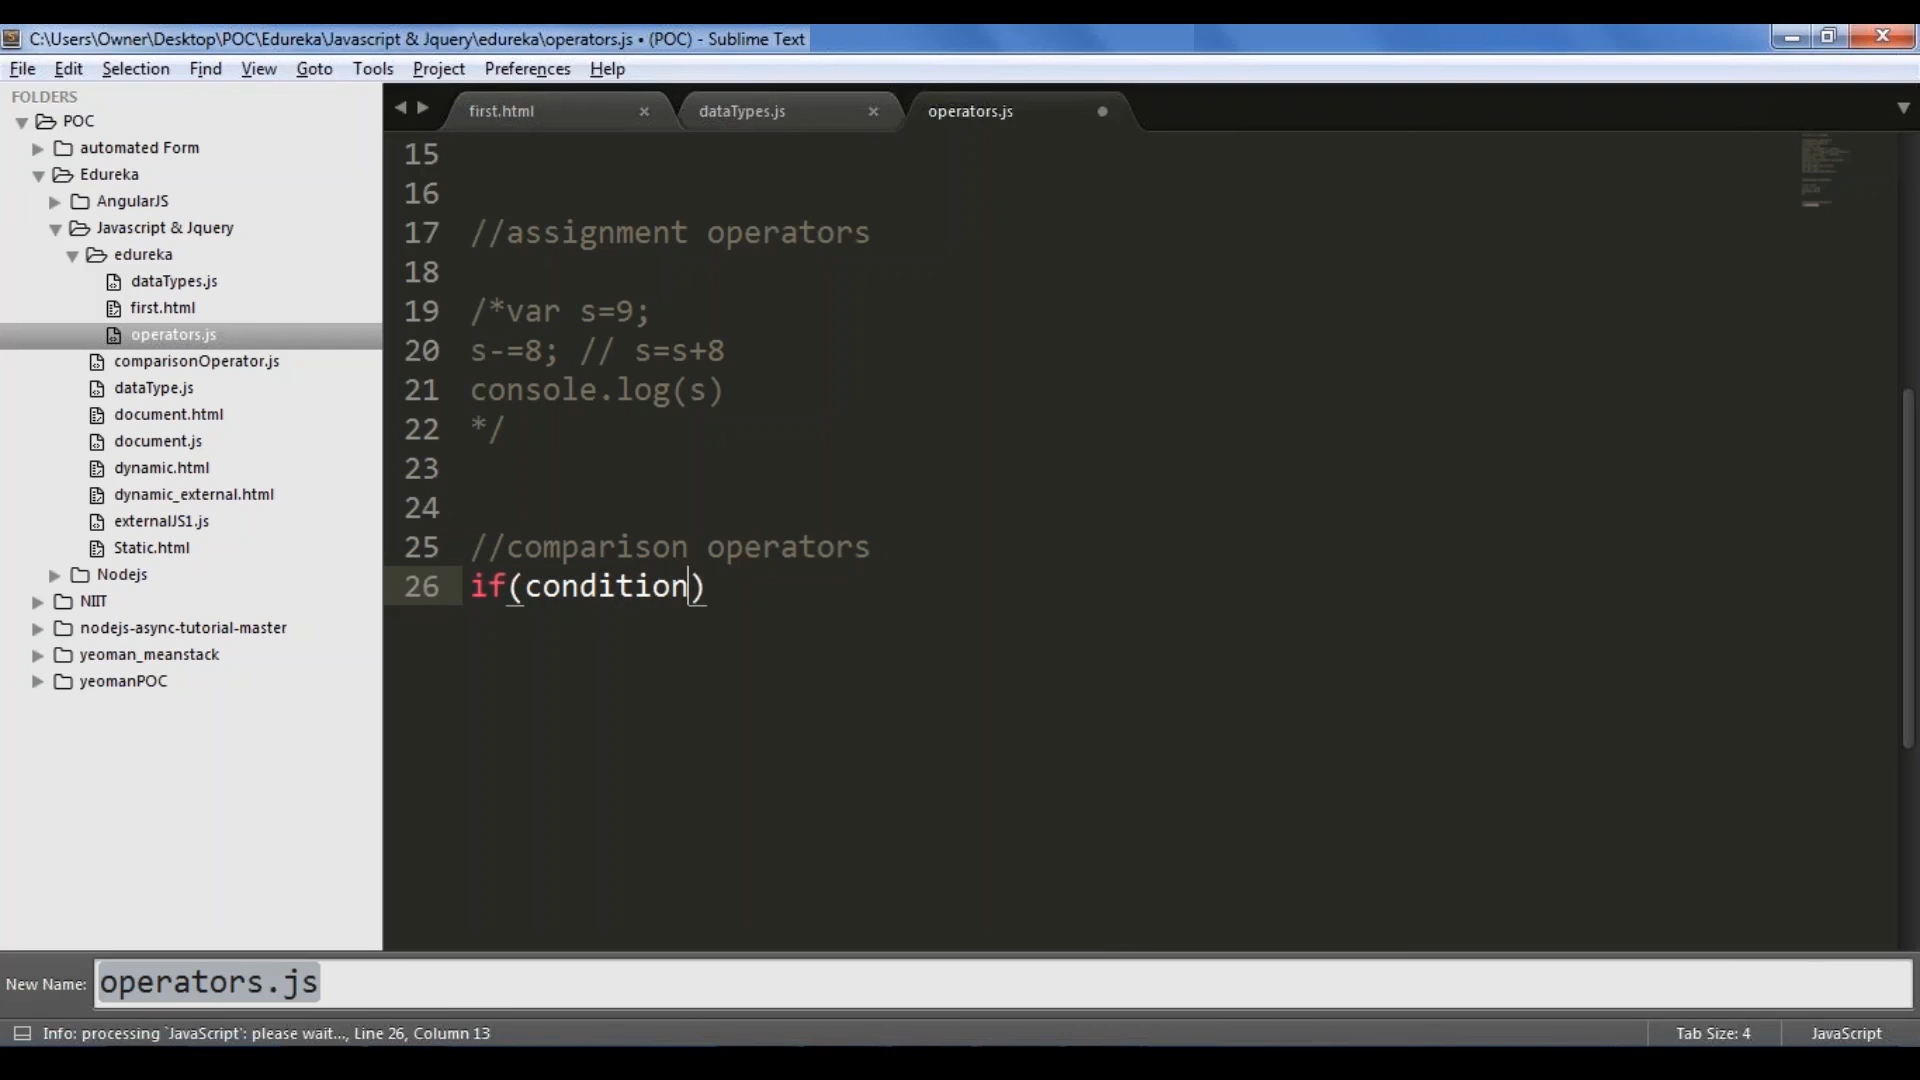 C:\Users\Owner\Desktop\POC\Edureka\Javascript & Jquery\edureka\operators.js • (POC) - Sublime Text
File Edit Selection Find View Goto Tools Project Preferences Help
FOLDERS
POC
automated Form
Edureka
AngularJS
Javascript & Jquery
edureka
dataTypes.js
first.html
operators.js
comparisonOperator.js
dataType.js
document.html
document.js
dynamic.html
dynamic_external.html
externalJS1.js
Static.html
Nodejs
NIIT
nodejs-async-tutorial-master
yeoman_meanstack
yeomanPOC
first.html dataTypes.js operators.js
15
16
17 //assignment operators
18
19 /*var s=9;
20 s-=8; // s=s+8
21 console.log(s)
22 */
23
24
25 //comparison operators
26 if(condition)
New Name: operators.js
Info: processing `JavaScript': please wait..., Line 26, Column 13 Tab Size: 4 JavaScript